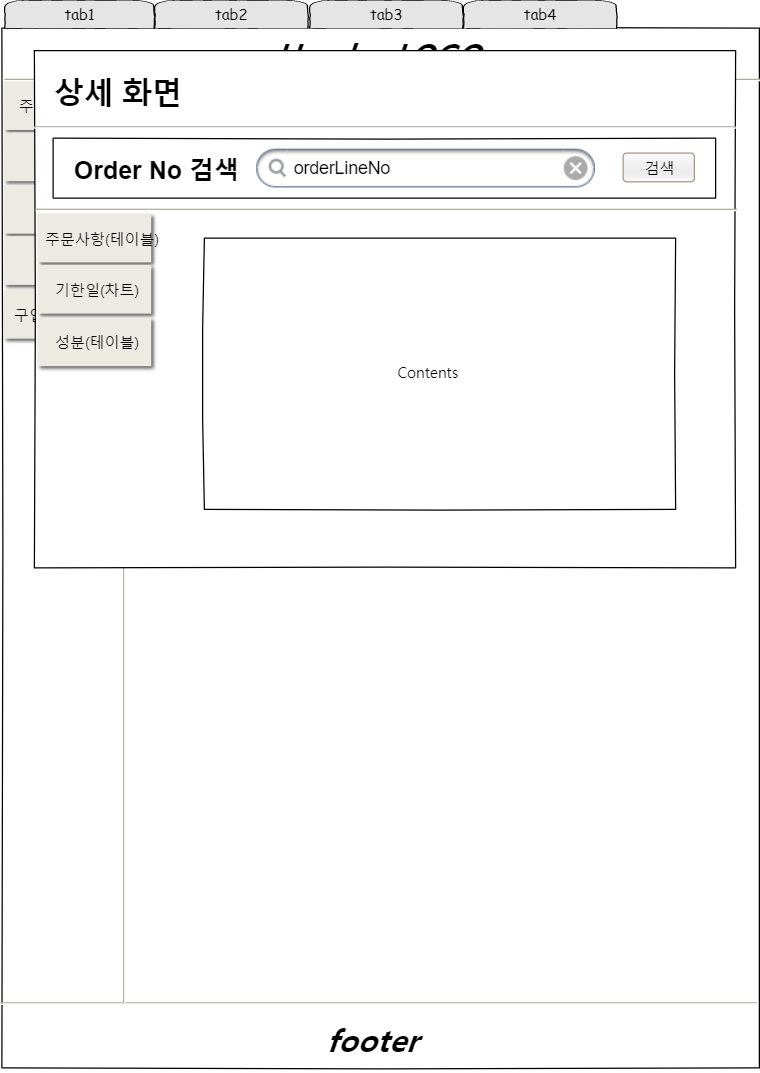 tab1
tab2
tab3
tab4
상세 화면
주
Order No 검색
orderLineNo
검색
주문사항(테이블)
기한일(차트)
성분(테이블)
Contents
footer